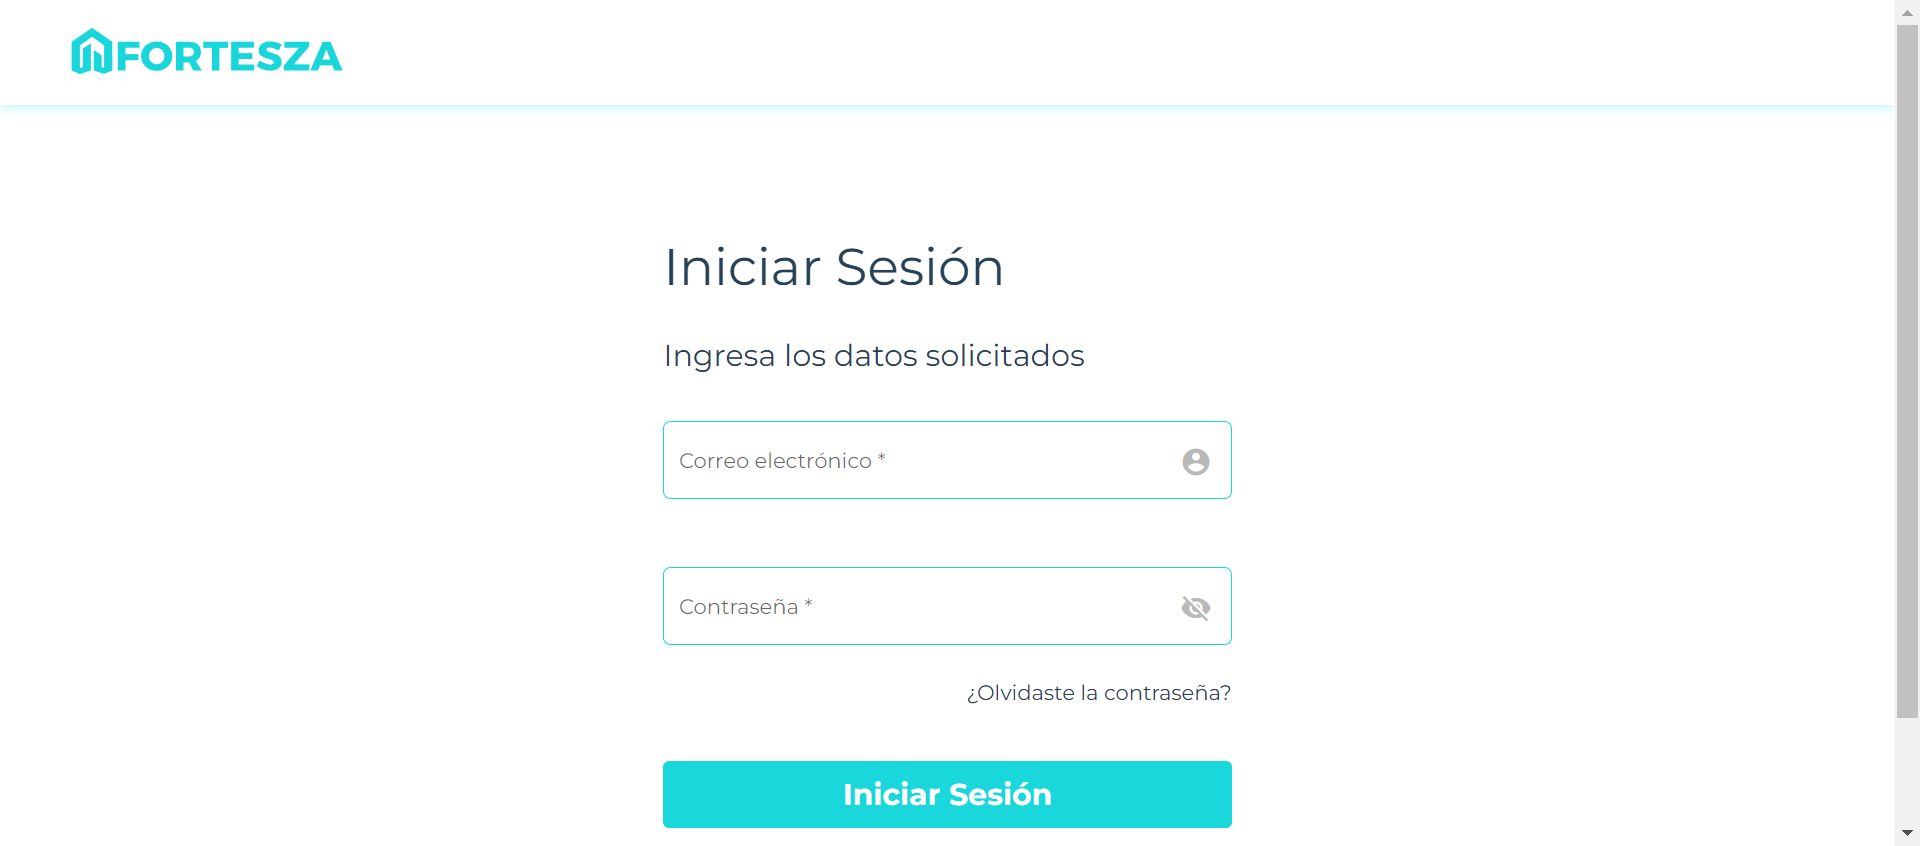 FORTESZA
Iniciar Sesión
Ingresa los datos solicitados
Correo electrónico *
Contraseña *
¿Olvidaste la contraseña?
Iniciar Sesión